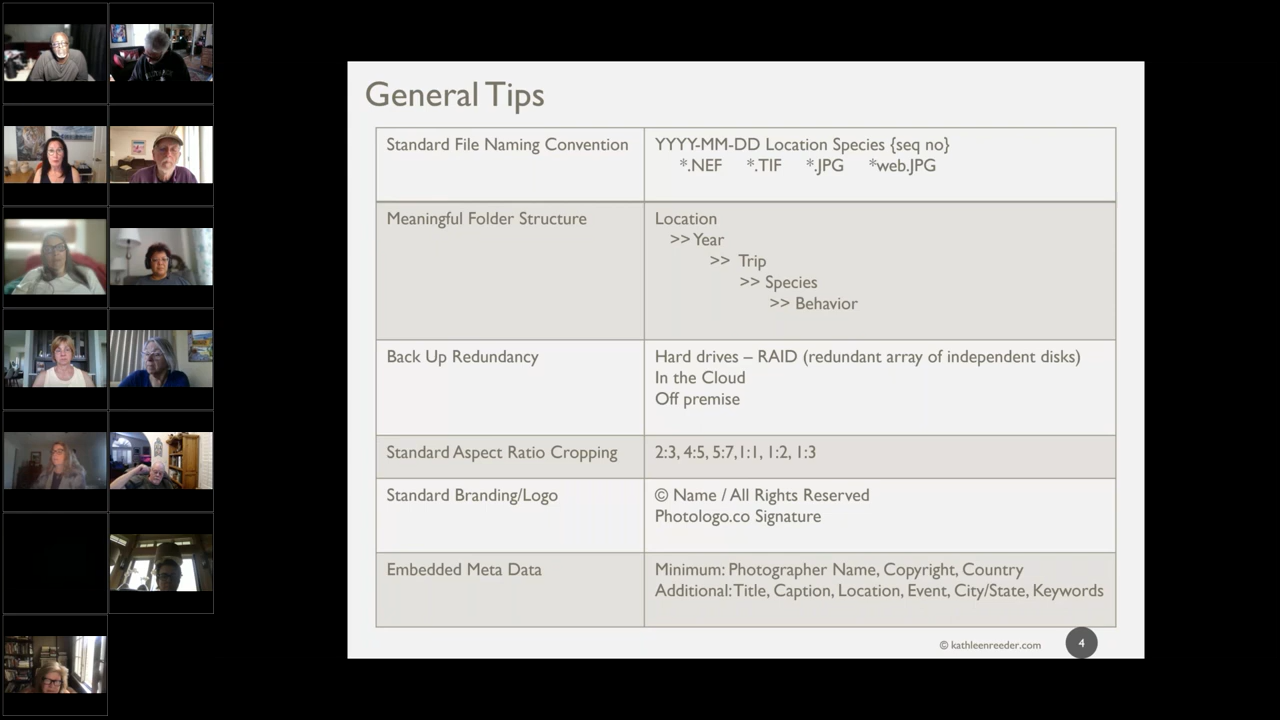 General Tips
Standard File Naming Convention
YYYY-MM-DD Location Species {seq no}
*.NEF *.TIF *.JPG *web.JPG
Meaningful Folder Structure
Location
>> Year
>> Trip
>> Species
>> Behavior
Back Up Redundancy
Hard drives – RAID (redundant array of independent disks)
In the Cloud
Off premise
Standard Aspect Ratio Cropping
2:3, 4:5, 5:7,1:1, 1:2, 1:3
Standard Branding/Logo
© Name / All Rights Reserved
Photologo.co Signature
Embedded Meta Data
Minimum: Photographer Name, Copyright, Country
Additional: Title, Caption, Location, Event, City/State, Keywords
© kathleenreeder.com
4